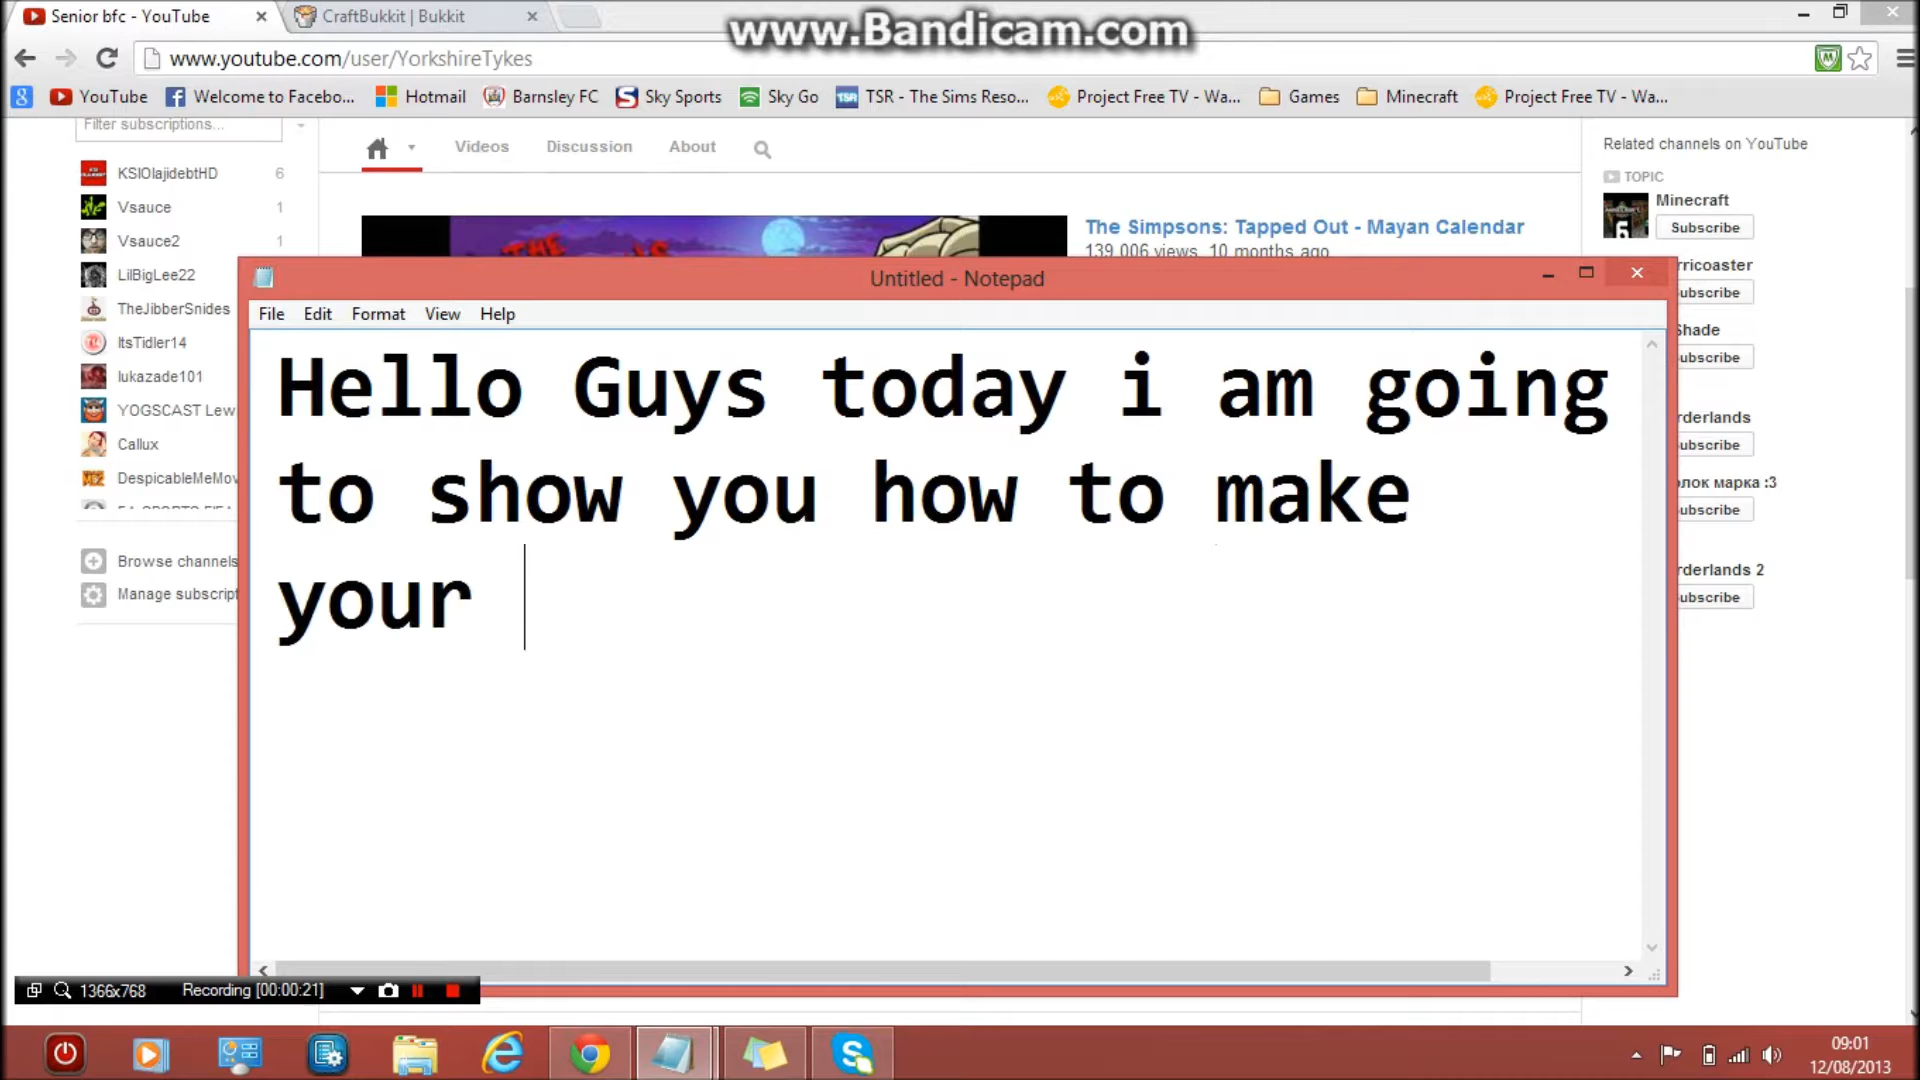 Senior bfc - YouTube
CraftBukkit | Bukkit
www.Bandicam.com
www.youtube.com/user/YorkshireTykes
YouTube
Welcome to Facebo...
Hotmail
Barnsley FC
Sky Sports
Sky Go
TSR - The Sims Reso...
Project Free TV - Wa...
Games
Minecraft
Project Free TV - Wa...
Filter subscriptions...
Videos
Discussion
About
Related channels on YouTube
TOPIC
KSIOlajidebtHD 6
Vsauce 1
Vsauce2 1
LilBigLee22
TheJibberSnides
ItsTidler14
lukazade101
YOGSCAST Lew
Callux
DespicableMeMov
Browse channels
Manage subscript
The Simpsons: Tapped Out - Mayan Calendar
139,006 views 10 months ago
Minecraft
Subscribe
rricoaster
ubscribe
Shade
ubscribe
rderlands
ubscribe
олок марка :3
ubscribe
rderlands 2
ubscribe
Untitled - Notepad
File Edit Format View Help
Hello Guys today i am going
to show you how to make
your
1366x768 Recording [00:00:21]
09:01
12/08/2013